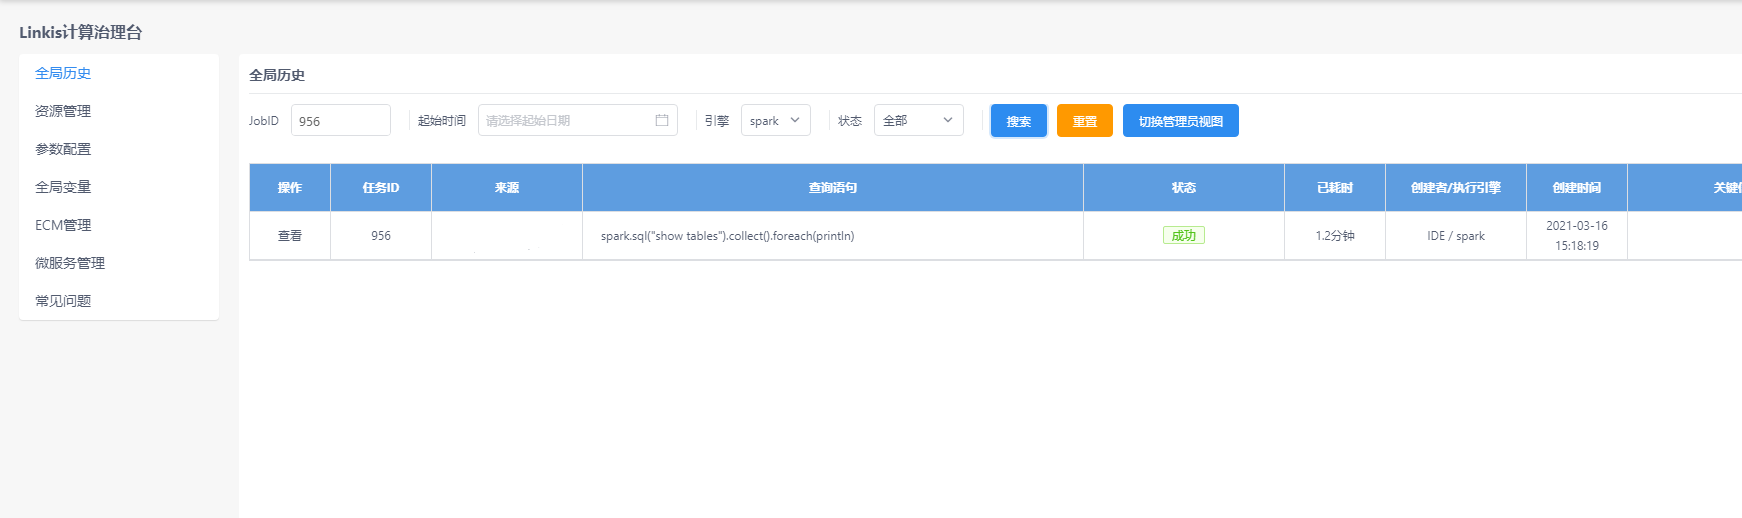 Linkis计算治理台
全局历史
资源管理
参数配置
全局变量
ECM管理
微服务管理
常见问题
全局历史
JobID 956 起始时间 请选择起始日期 引擎 spark 状态 全部 搜索 重置 切换管理员视图
操作 任务ID 来源 查询语句 状态 已耗时 创建者/执行引擎 创建时间 关键
查看 956 spark.sql("show tables").collect().foreach(println) 成功 1.2分钟 IDE / spark 2021-03-16
15:18:19